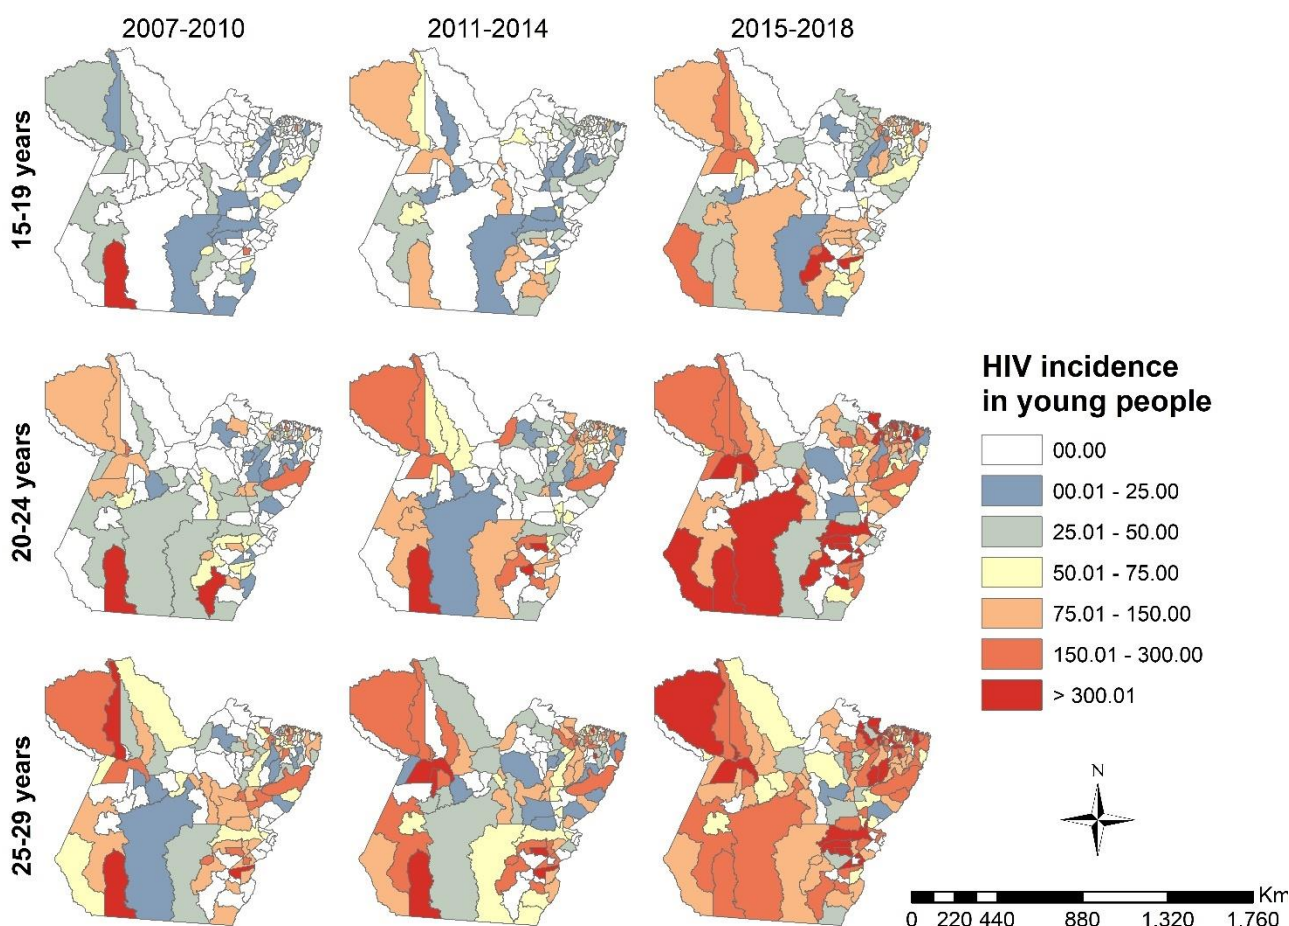 2007-2010 2011-2014 2015-2018
15-19 years
20-24 years
25-29 years
HIV incidence
in young people
00.00
00.01 - 25.00
25.01 - 50.00
50.01 - 75.00
75.01 - 150.00
150.01 - 300.00
> 300.01
N
Km
0 220 440 880 1.320 1.760